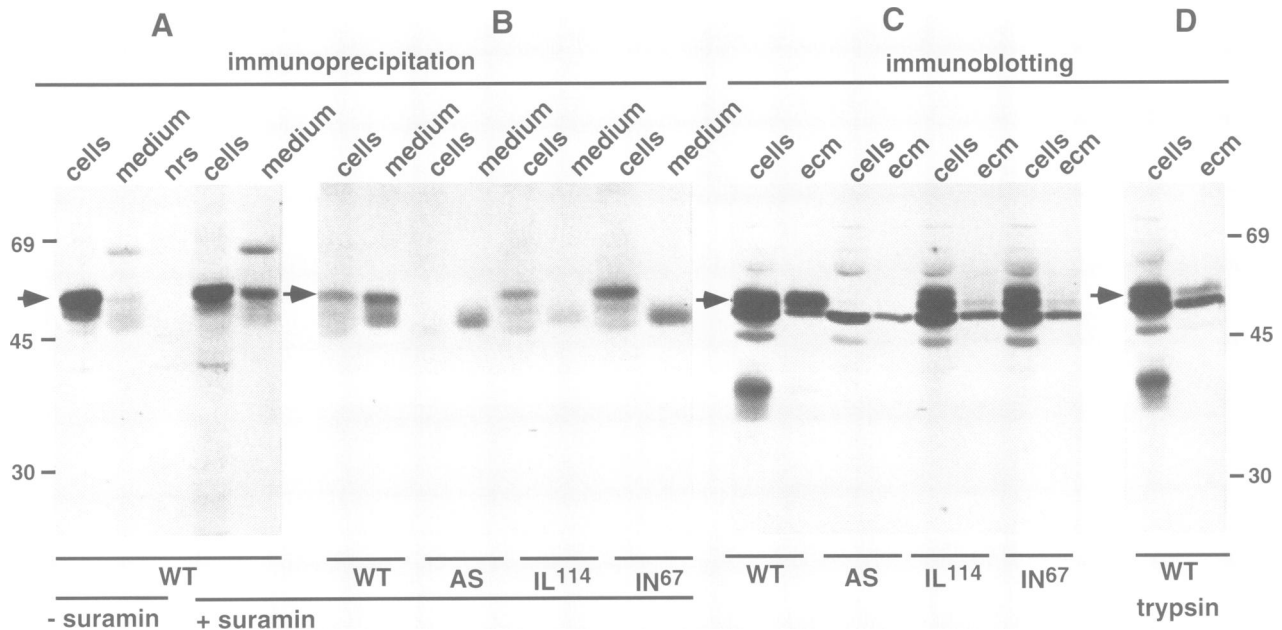 A B C D
immunoprecipitation immunoblotting
cells medium nrs cells medium cells medium cells medium cells medium cells medium cells ecm cells ecm cells ecm cells ecm cells ecm
69 69
45 45
30 30
WT WT AS IL114 IN67 WT AS IL114 IN67 WT
- suramin + suramin trypsin